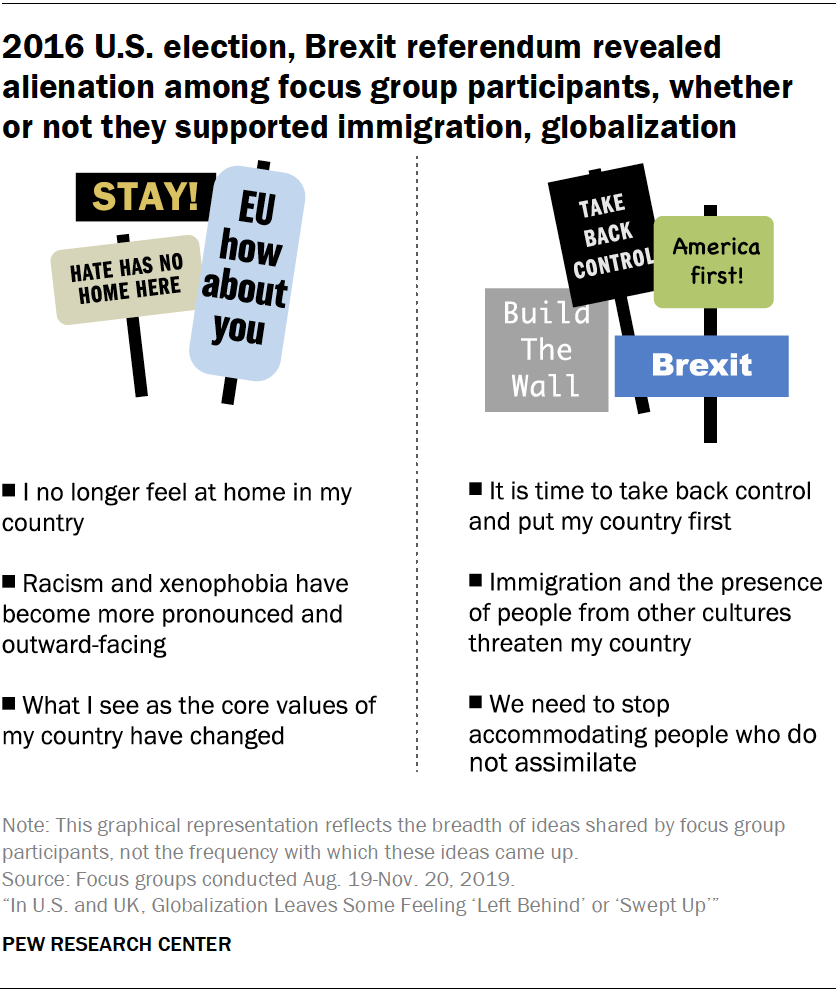 2016 U.S. election, Brexit referendum revealed
alienation among focus group participants, whether
or not they supported immigration, globalization
STAY!
EU
how
about
you
HATE HAS NO
HOME HERE
TAKE
BACK
CONTROL
America
first!
Build
The
Wall
Brexit
■ I no longer feel at home in my
country
■ Racism and xenophobia have
become more pronounced and
outward-facing
■ What I see as the core values of
my country have changed
■ It is time to take back control
and put my country first
■ Immigration and the presence
of people from other cultures
threaten my country
■ We need to stop
accommodating people who do
not assimilate
Note: This graphical representation reflects the breadth of ideas shared by focus group
participants, not the frequency with which these ideas came up.
Source: Focus groups conducted Aug. 19-Nov. 20, 2019.
“In U.S. and UK, Globalization Leaves Some Feeling ‘Left Behind’ or ‘Swept Up’”
PEW RESEARCH CENTER